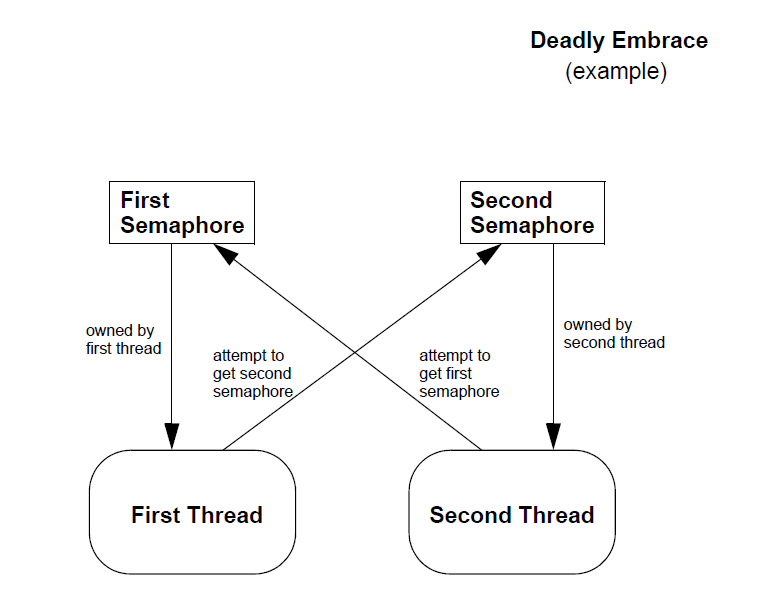 Deadly Embrace
(example)
First
Semaphore
Second
Semaphore
owned by
first thread
attempt to
get second
semaphore
attempt to
get first
semaphore
owned by
second thread
First Thread
Second Thread